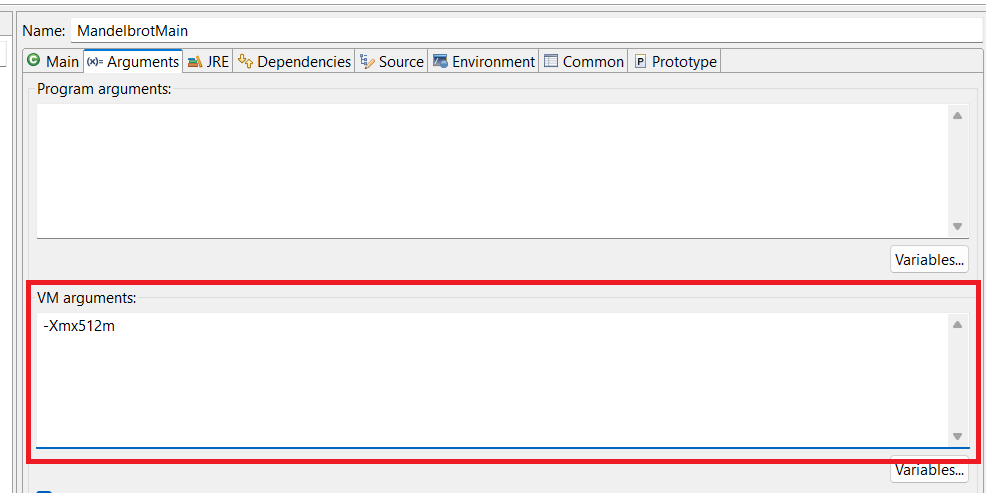 Name: MandelbrotMain
Main (x)= Arguments JRE Dependencies Source Environment Common P Prototype
Program arguments:
Variables...
VM arguments:
-Xmx512m
Variables...